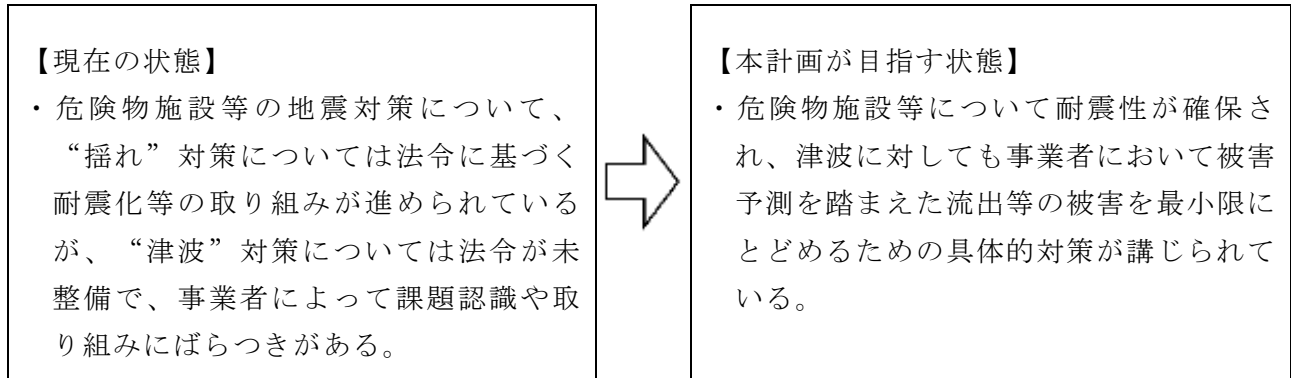 【現在の状態】
・危険物施設等の地震対策について、
“揺れ”対策については法令に基づく
耐震化等の取り組みが進められている
が、“津波”対策については法令が未
整備で、事業者によって課題認識や取
り組みにばらつきがある。
【本計画が目指す状態】
・危険物施設等について耐震性が確保さ
れ、津波に対しても事業者において被害
予測を踏まえた流出等の被害を最小限に
とどめるための具体的対策が講じられて
いる。